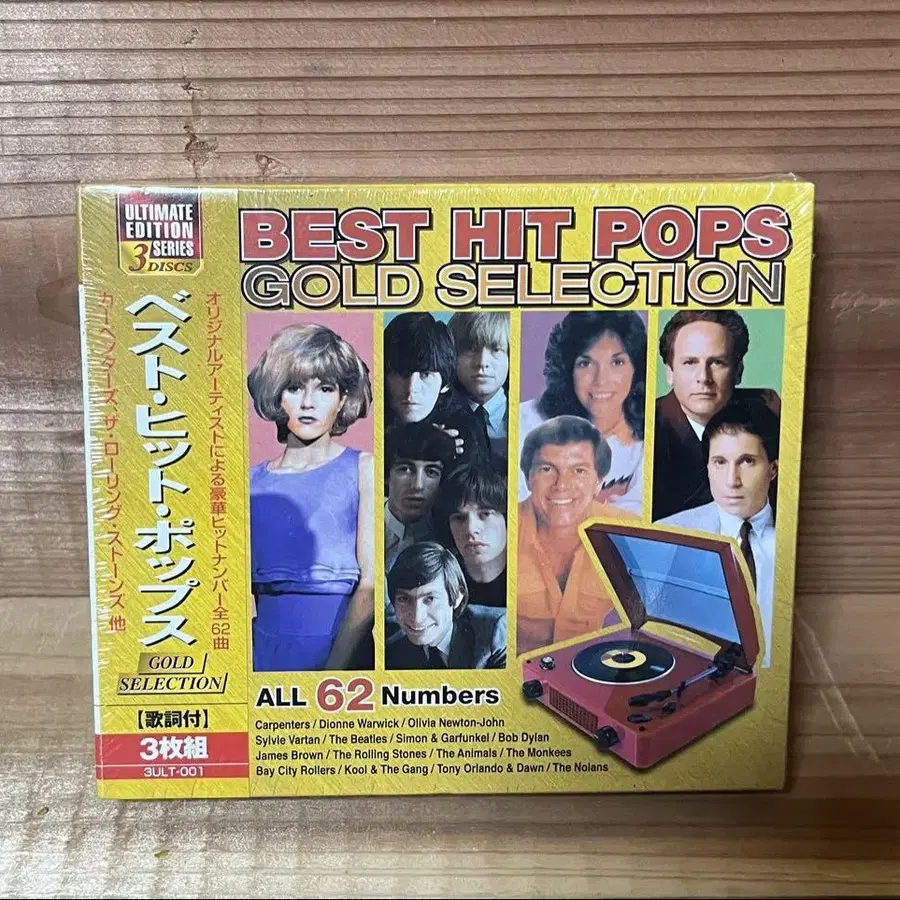 ULTIMATE
EDITION
SERIES
3 DISCS
ベスト・ヒット・ポップス
オリジナルアーティストによる豪華ヒットナンバー全62曲
カーペンターズ、ザ・ローリング・ストーンズ 他
GOLD
SELECTION
【歌詞付】
3枚組
3ULT-001
BEST HIT POPS
GOLD SELECTION
ALL 62 Numbers
Carpenters / Dionne Warwick / Olivia Newton-John
Sylvie Vartan / The Beatles / Simon & Garfunkel / Bob Dylan
James Brown / The Rolling Stones / The Animals / The Monkees
Bay City Rollers / Kool & The Gang / Tony Orlando & Dawn / The Nolans